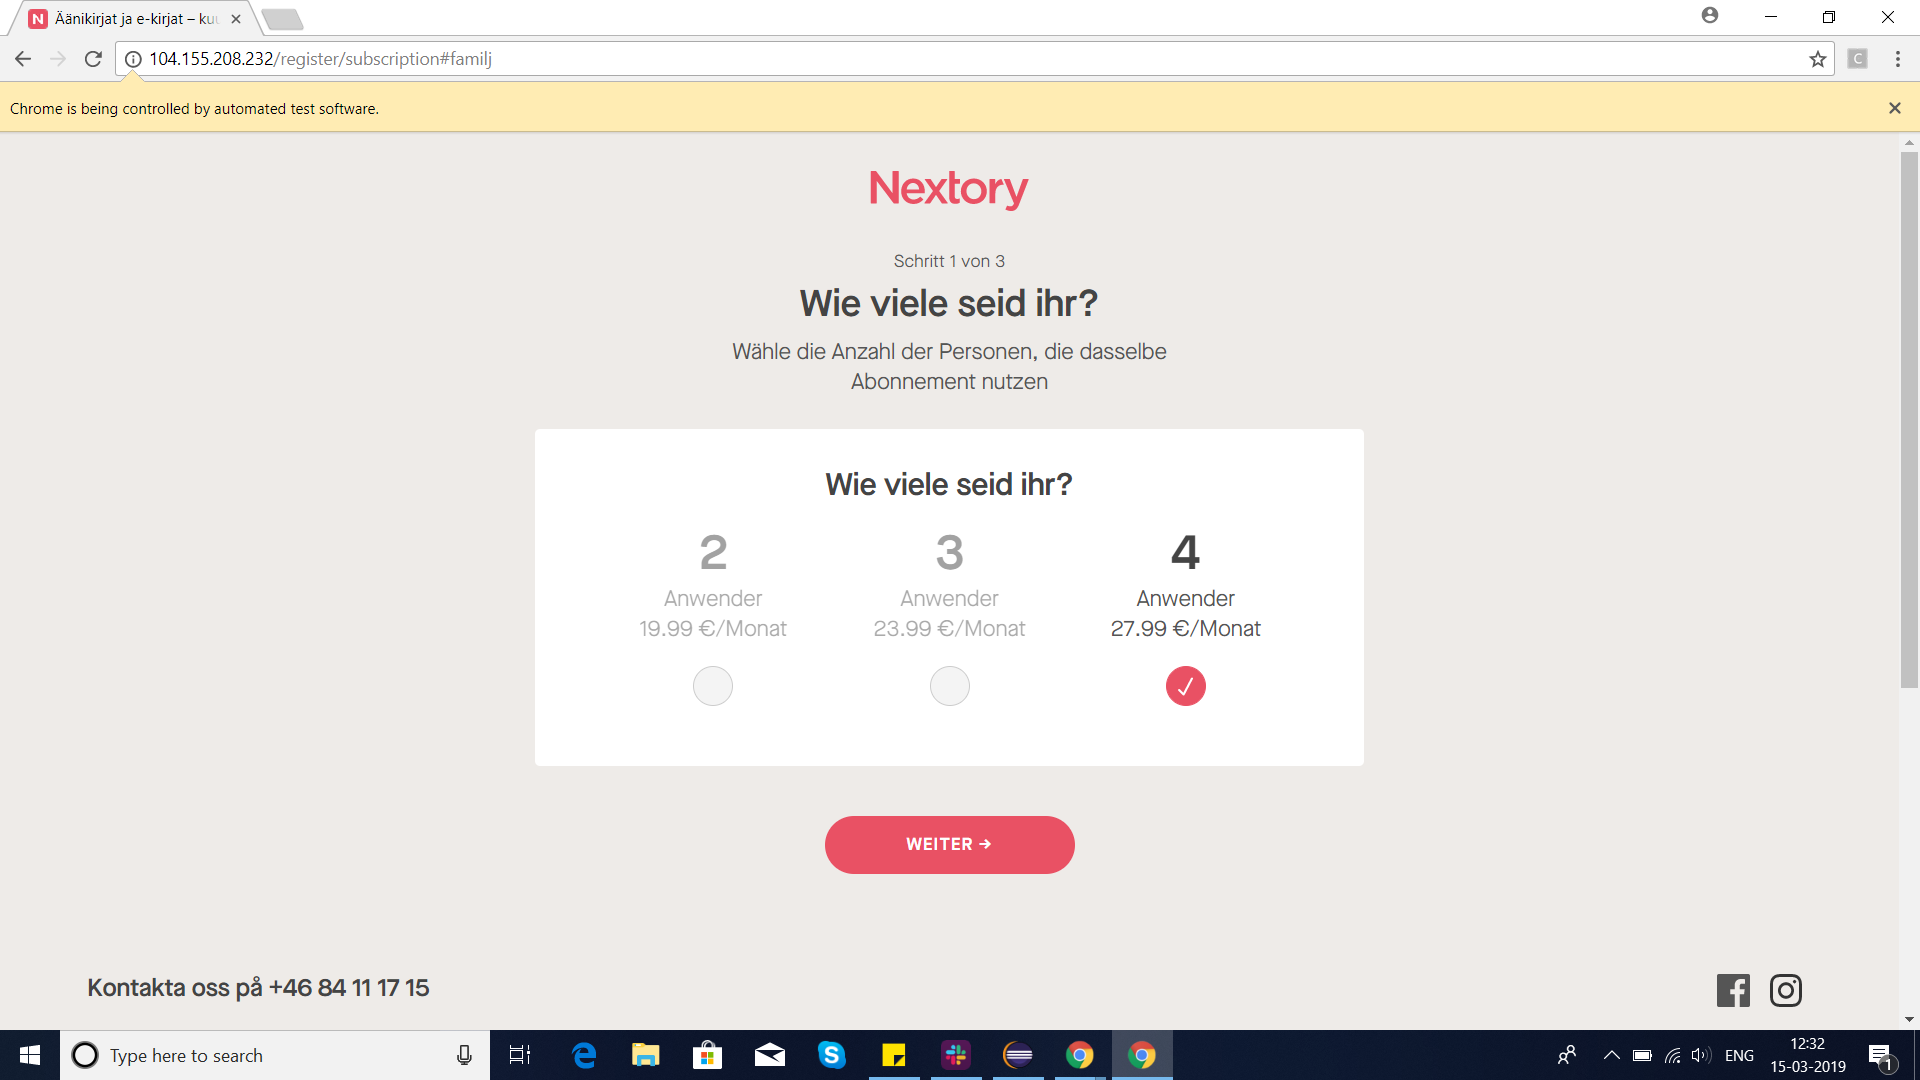 Äänikirjat ja e-kirjat – kuu
104.155.208.232/register/subscription#familj
Chrome is being controlled by automated test software.
Nextory
Schritt 1 von 3
Wie viele seid ihr?
Wähle die Anzahl der Personen, die dasselbe
Abonnement nutzen
Wie viele seid ihr?
2 3 4
Anwender Anwender Anwender
19.99 €/Monat 23.99 €/Monat 27.99 €/Monat
WEITER →
Kontakta oss på +46 84 11 17 15
Type here to search
ENG
12:32
15-03-2019
1